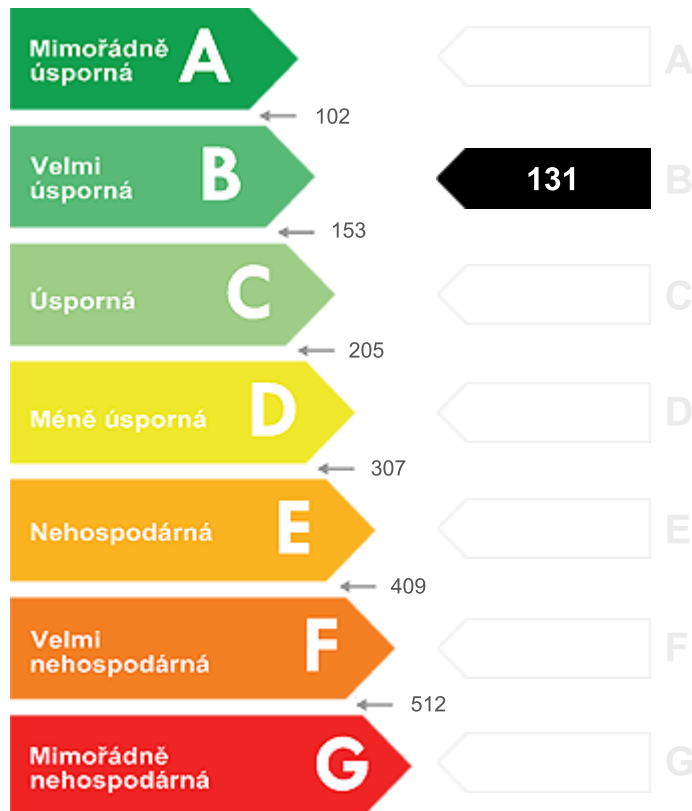 Mimořádně
úsporná
A
A
102
Velmi
úsporná
B
131
B
153
Úsporná
C
C
205
Méně úsporná
D
D
307
Nehospodárná
E
E
409
Velmi
nehospodárná
F
F
512
Mimořádně
nehospodárná
G
G